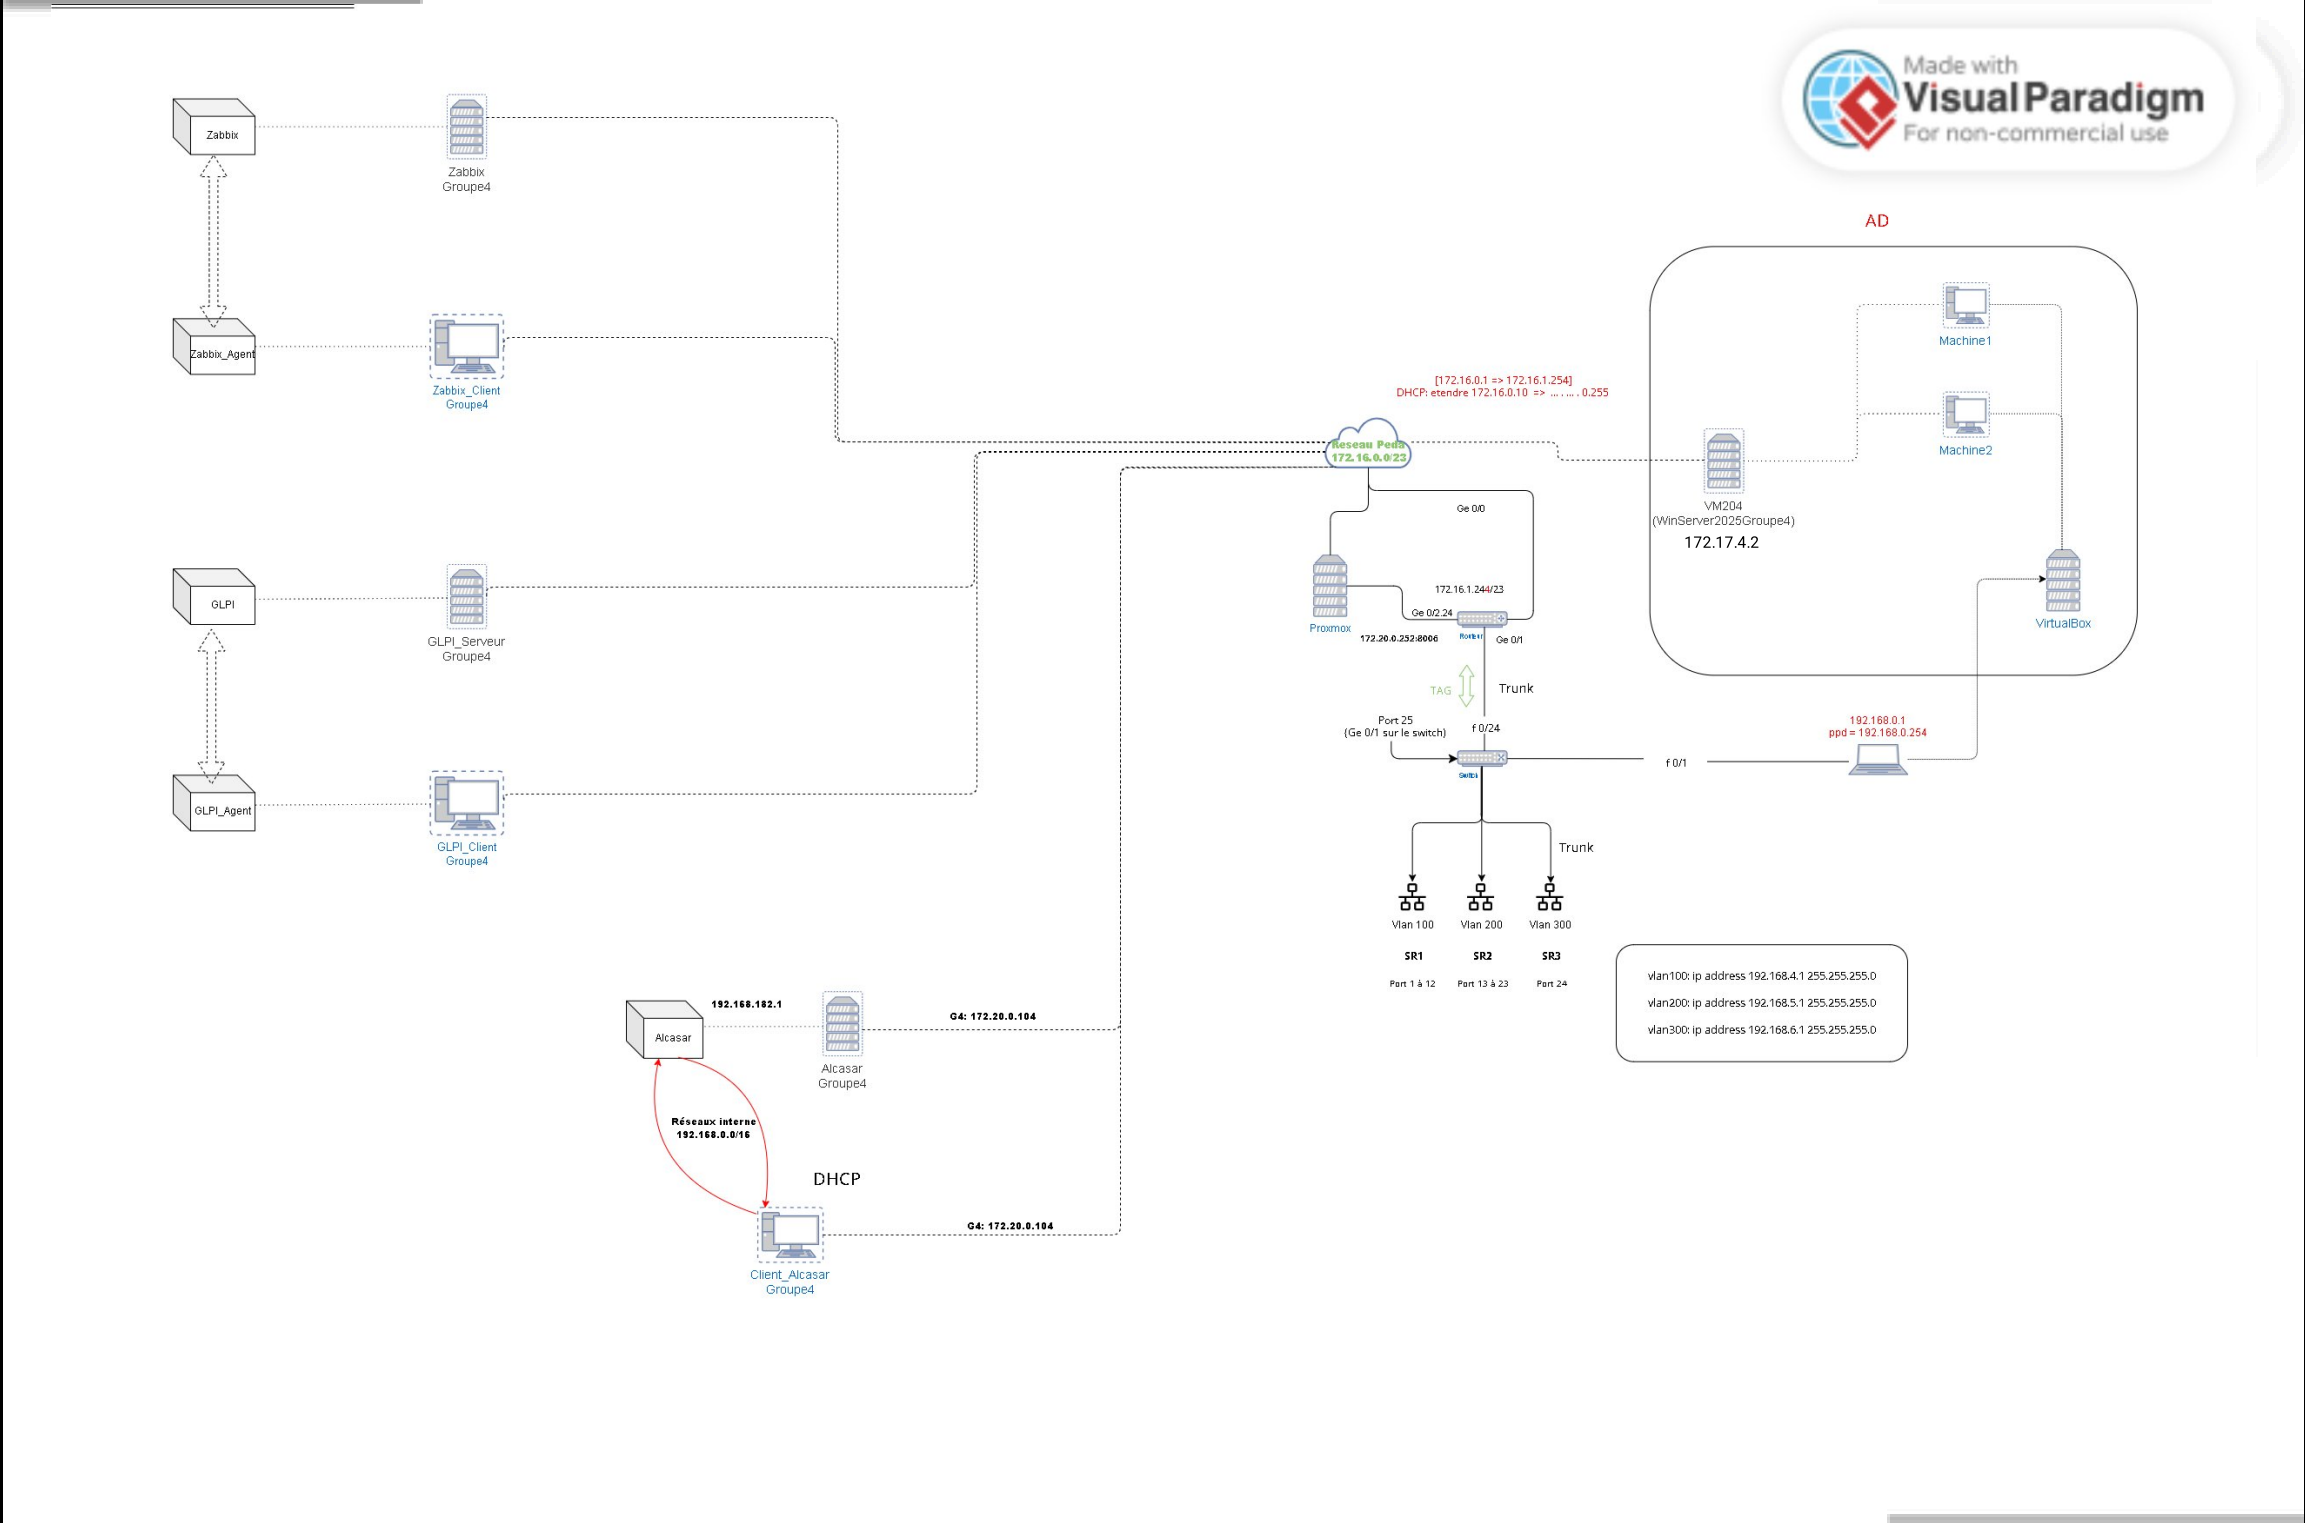 Made with
Visual Paradigm
For non-commercial use
Zabbix
Zabbix
Groupe4
Zabbix_Agent
Zabbix_Client
Groupe4
GLPI
GLPI_Serveur
Groupe4
GLPI_Agent
GLPI_Client
Groupe4
192.168.182.1
Alcasar
Alcasar
Groupe4
G4: 172.20.0.104
Réseaux interne
192.168.0.0/16
DHCP
G4: 172.20.0.104
Client_Alcasar
Groupe4
[172.16.0.1 => 172.16.1.254]
DHCP: etendre 172.16.0.10 => ... . ... . 0.255
Reseau Peda
172.16.0.0/23
Ge 0/0
Proxmox
172.16.1.244/23
Ge 0/2.24
172.20.0.252:8006
Routeur
Ge 0/1
TAG
Trunk
Port 25
(Ge 0/1 sur le switch)
f 0/24
Switch
f 0/1
192.168.0.1
ppd = 192.168.0.254
Trunk
Vlan 100
Vlan 200
Vlan 300
SR1
SR2
SR3
Port 1 à 12
Port 13 à 23
Port 24
vlan100: ip address 192.168.4.1 255.255.255.0
vlan200: ip address 192.168.5.1 255.255.255.0
vlan300: ip address 192.168.6.1 255.255.255.0
AD
Machine1
Machine2
VM204
(WinServer2025Groupe4)
172.17.4.2
VirtualBox